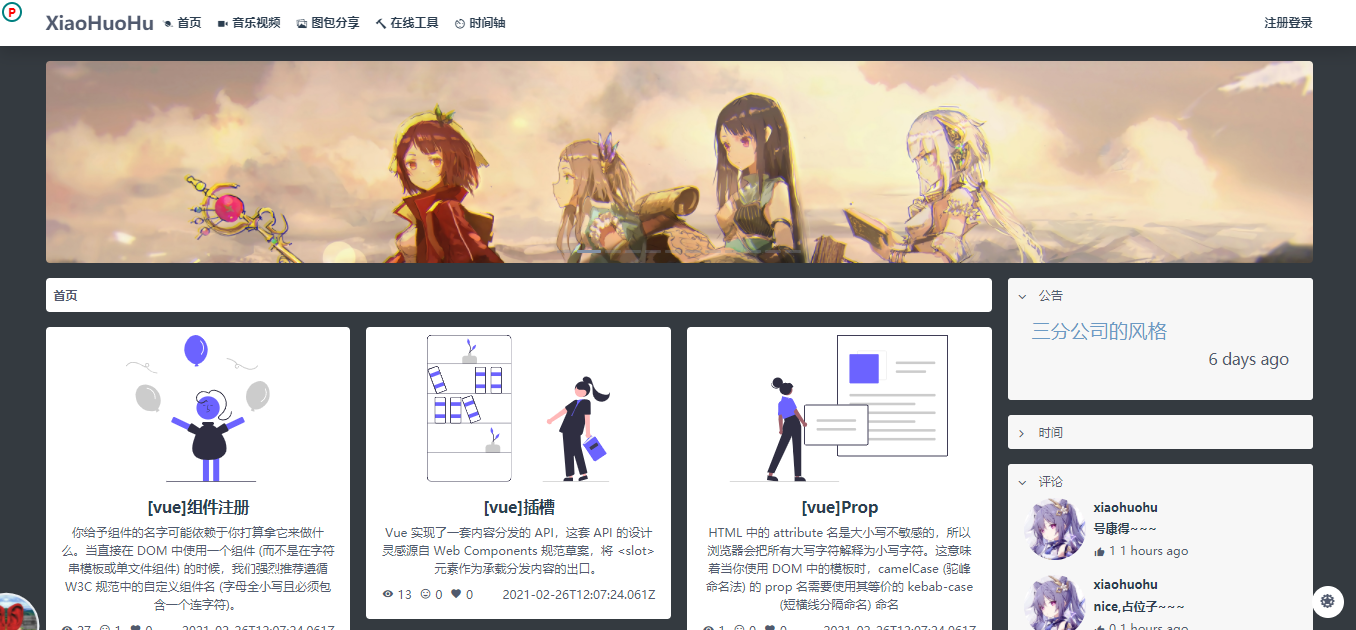 P
XiaoHuoHu 首页 音乐视频 图包分享 在线工具 时间轴 注册登录
首页
[vue]组件注册
你给予组件的名字可能依赖于你打算拿它来做什
么。当直接在 DOM 中使用一个组件 (而不是在字符
串模板或单文件组件) 的时候，我们强烈推荐遵循
W3C 规范中的自定义组件名 (字母全小写且必须包
含一个连字符)。
27 1 0 2021-02-26T12:07:24.061Z
[vue]插槽
Vue 实现了一套内容分发的 API，这套 API 的设计
灵感源自 Web Components 规范草案，将 <slot>
元素作为承载分发内容的出口。
13 0 0 2021-02-26T12:07:24.061Z
[vue]Prop
HTML 中的 attribute 名是大小写不敏感的，所以
浏览器会把所有大写字符解释为小写字符。这意味
着当你使用 DOM 中的模板时，camelCase (驼峰
命名法) 的 prop 名需要使用其等价的 kebab-case
(短横线分隔命名) 命名
1 0 0 2021-02-26T12:07:24.061Z
公告
三分公司的风格
6 days ago
时间
评论
xiaohuohu
号康得~~~
1 1 hours ago
xiaohuohu
nice,占位子~~~
0 1 hours ago